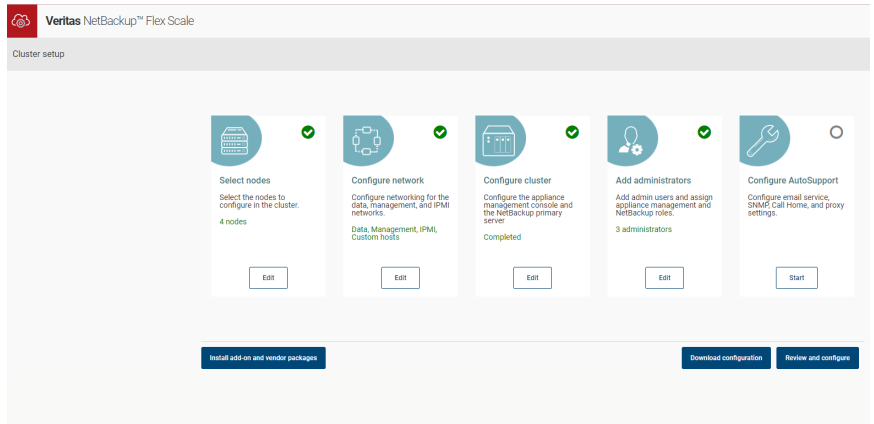 Veritas NetBackup™ Flex Scale
Cluster setup
Select nodes
Select the nodes to
configure in the cluster.
4 nodes
Edit
Configure network
Configure networking for the
data, management, and IPMI
networks.
Data, Management, IPMI,
Custom hosts
Edit
Configure cluster
Configure the appliance
management console and
the NetBackup primary
server
Completed
Edit
Add administrators
Add admin users and assign
appliance management and
NetBackup roles.
3 administrators
Edit
Configure AutoSupport
Configure email service,
SNMP, Call Home, and proxy
settings.
Start
Install add-on and vendor packages
Download configuration
Review and configure